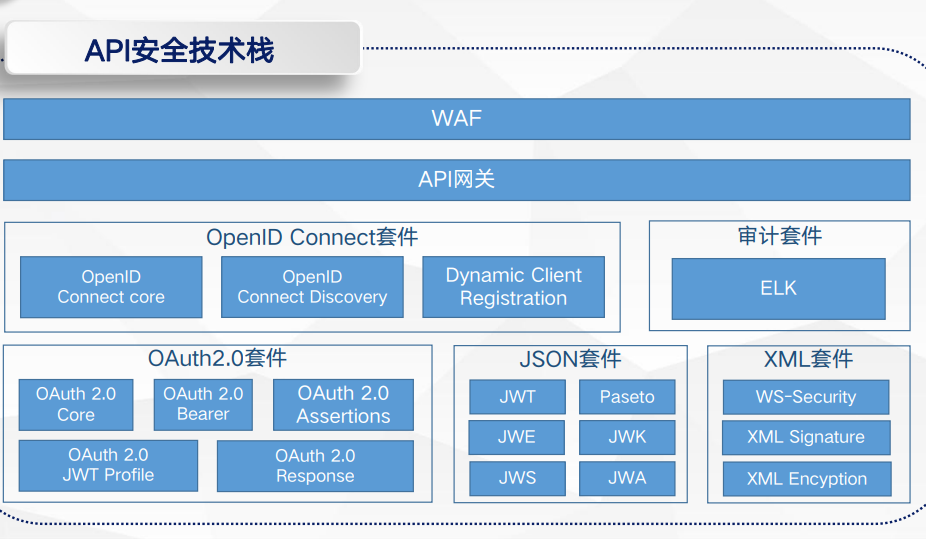 API安全技术栈
WAF
API网关
OpenID Connect套件
OpenID
Connect core
OpenID
Connect Discovery
Dynamic Client
Registration
审计套件
ELK
OAuth2.0套件
OAuth 2.0
Core
OAuth 2.0
Bearer
OAuth 2.0
Assertions
OAuth 2.0
JWT Profile
OAuth 2.0
Response
JSON套件
JWT
Paseto
JWE
JWK
JWS
JWA
XML套件
WS-Security
XML Signature
XML Encyption